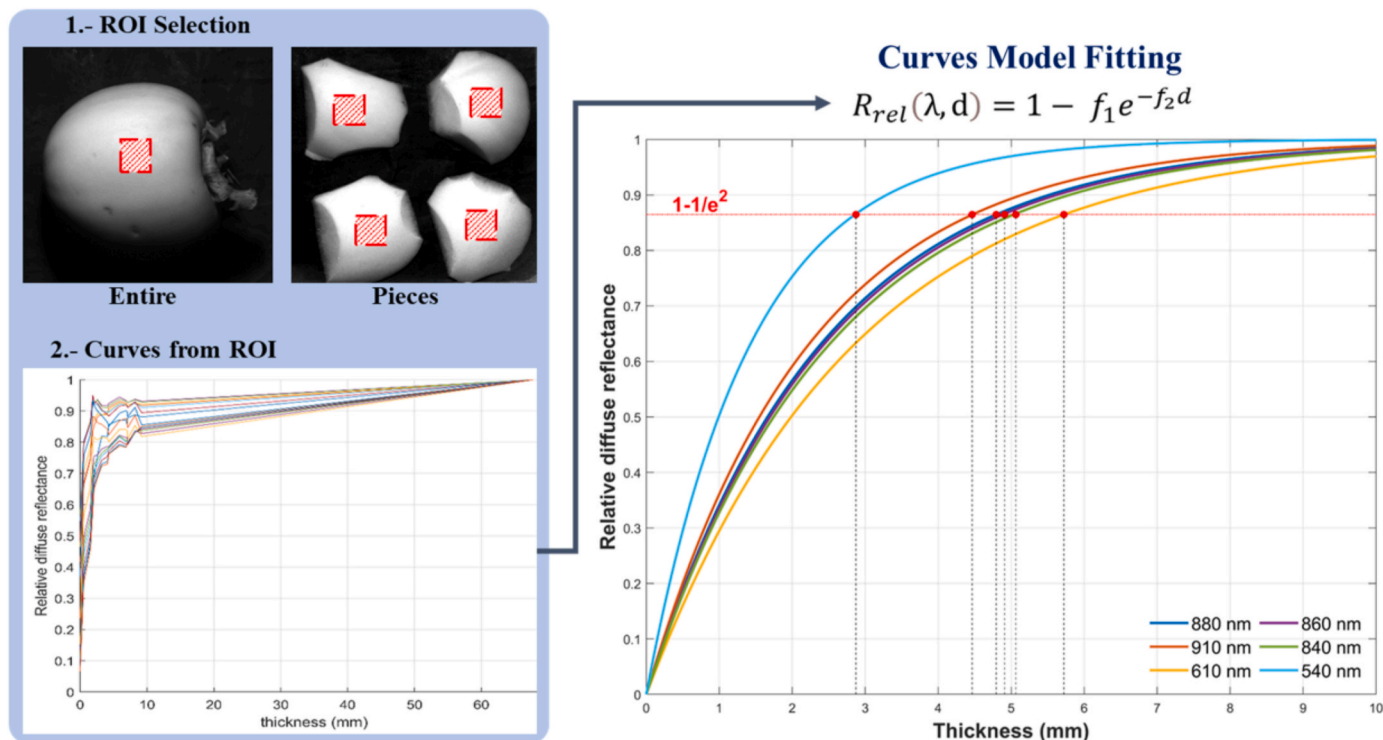 1.- ROI Selection
Entire
Pieces
2.- Curves from ROI
Relative diffuse reflectance
1
0.9
0.8
0.7
0.6
0.5
0.4
0.3
0.2
0.1
0
0 10 20 30 40 50 60
thickness (mm)
Curves Model Fitting
R_rel(λ,d) = 1 − f₁e^{−f₂d}
Relative diffuse reflectance
1
0.9
0.8
0.7
0.6
0.5
0.4
0.3
0.2
0.1
0
1-1/e²
880 nm 860 nm
910 nm 840 nm
610 nm 540 nm
0 1 2 3 4 5 6 7 8 9 10
Thickness (mm)